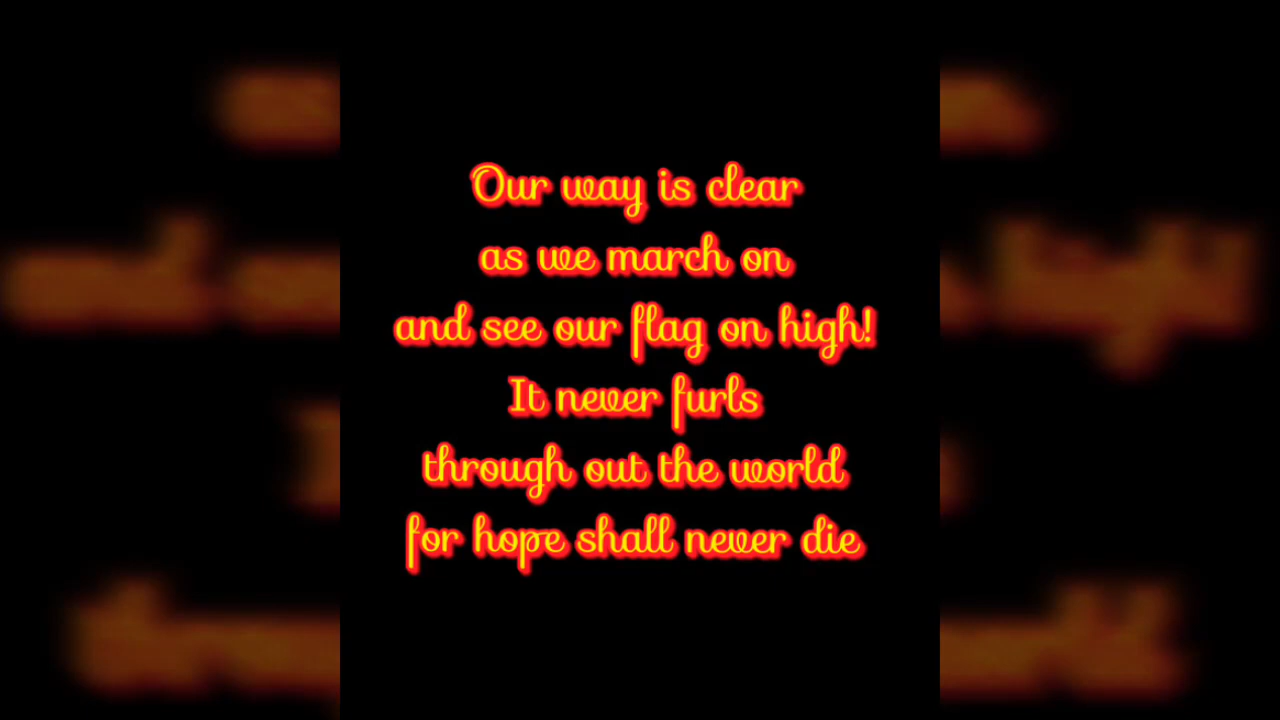 Our way is clear
as we march on
and see our flag on high!
It never furls
through out the world
for hope shall never die